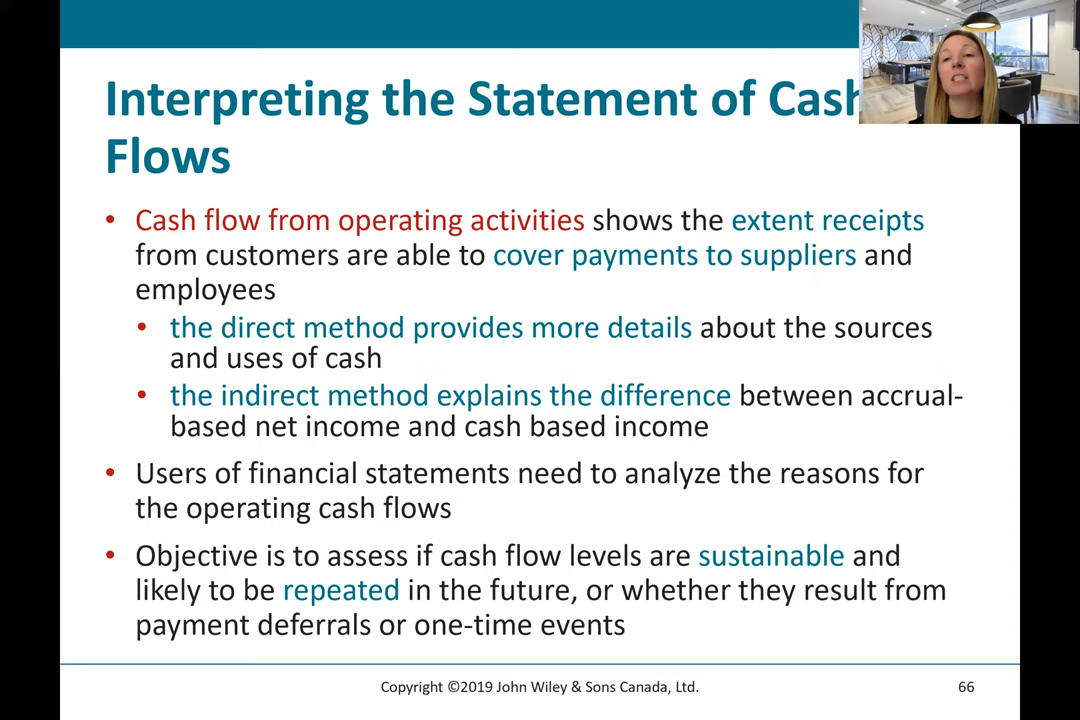 Interpreting the Statement of Cash
Flows
• Cash flow from operating activities shows the extent receipts
from customers are able to cover payments to suppliers and
employees
• the direct method provides more details about the sources
and uses of cash
• the indirect method explains the difference between accrual-
based net income and cash based income
• Users of financial statements need to analyze the reasons for
the operating cash flows
• Objective is to assess if cash flow levels are sustainable and
likely to be repeated in the future, or whether they result from
payment deferrals or one-time events
Copyright ©2019 John Wiley & Sons Canada, Ltd.
66